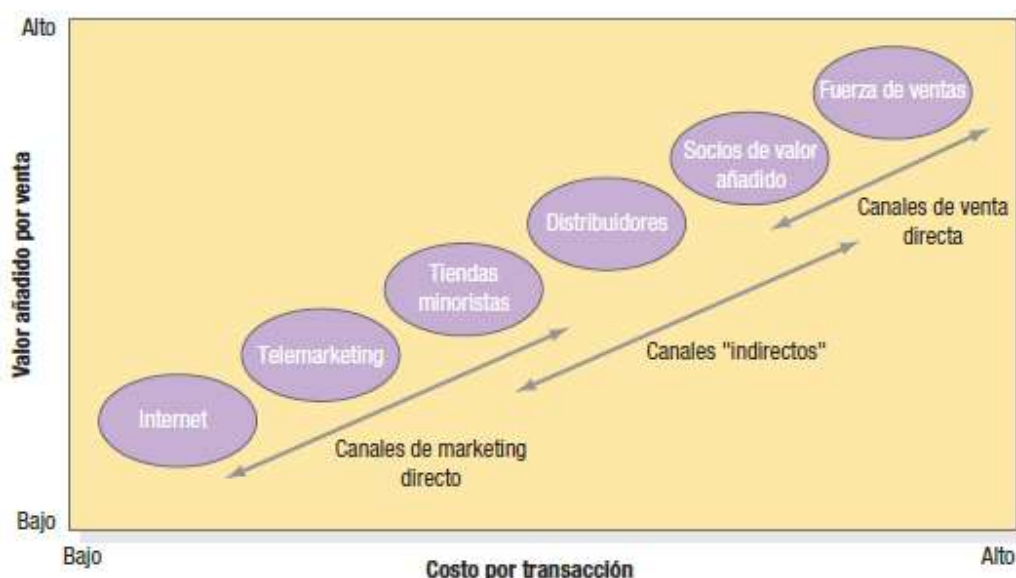 Alto
Fuerza de ventas
Socios de valor
añadido
Canales de venta
directa
Distribuidores
Tiendas
minoristas
Canales "indirectos"
Telemarketing
Internet
Canales de marketing
directo
Valor añadido por venta
Bajo
Bajo
Alto
Costo por transacción